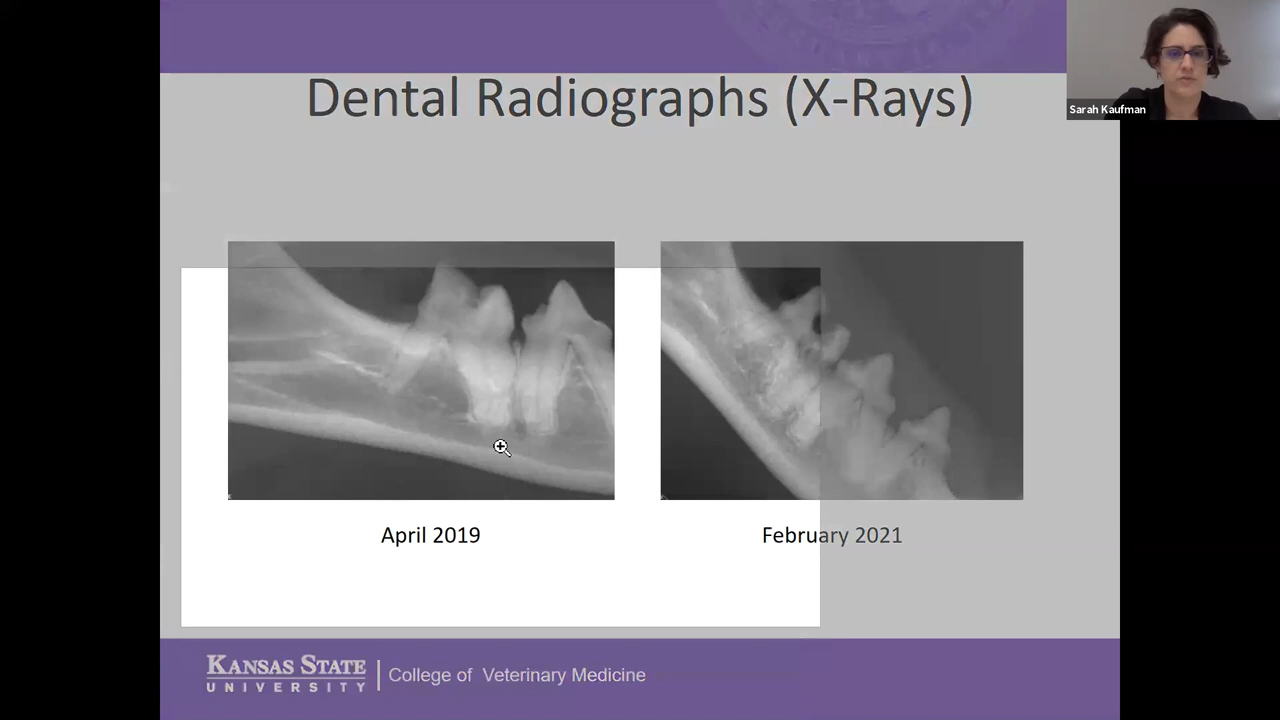 Dental Radiographs (X-Rays)
Sarah Kaufman
April 2019
February 2021
KANSAS STATE
UNIVERSITY
College of Veterinary Medicine